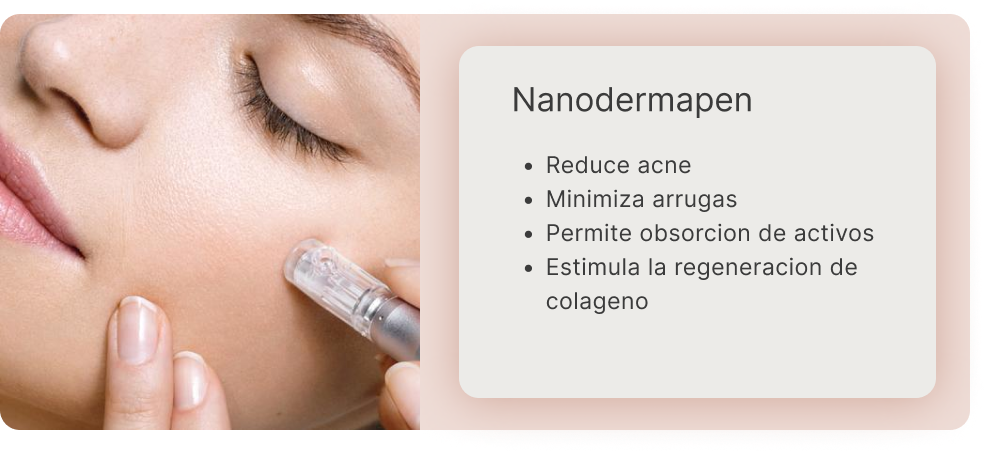 Nanodermapen
• Reduce acne
• Minimiza arrugas
• Permite obsorcion de activos
• Estimula la regeneracion de
colageno